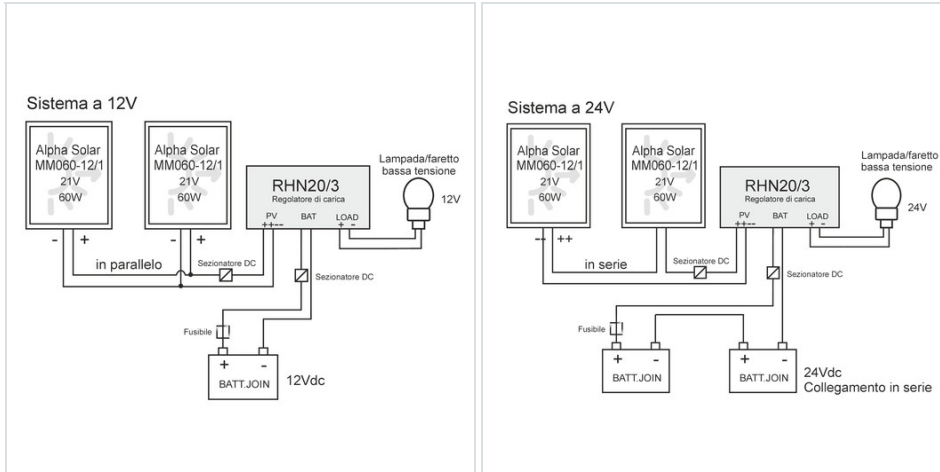 Sistema a 12V
Alpha Solar
MM060-12/1
21V
60W
Alpha Solar
MM060-12/1
21V
60W
- +
- +
in parallelo
Sezionatore DC
RHN20/3
Regolatore di carica
PV BAT LOAD
++-- + -
Lampada/faretto
bassa tensione
12V
Sezionatore DC
Fusibile
+ -
BATT.JOIN
12Vdc
Sistema a 24V
Alpha Solar
MM060-12/1
21V
60W
Alpha Solar
MM060-12/1
21V
60W
-- ++
in serie
Sezionatore DC
RHN20/3
Regolatore di carica
PV BAT LOAD
++-- + -
Lampada/faretto
bassa tensione
24V
Sezionatore DC
Fusibile
+ -
BATT.JOIN
+ -
BATT.JOIN
24Vdc
Collegamento in serie